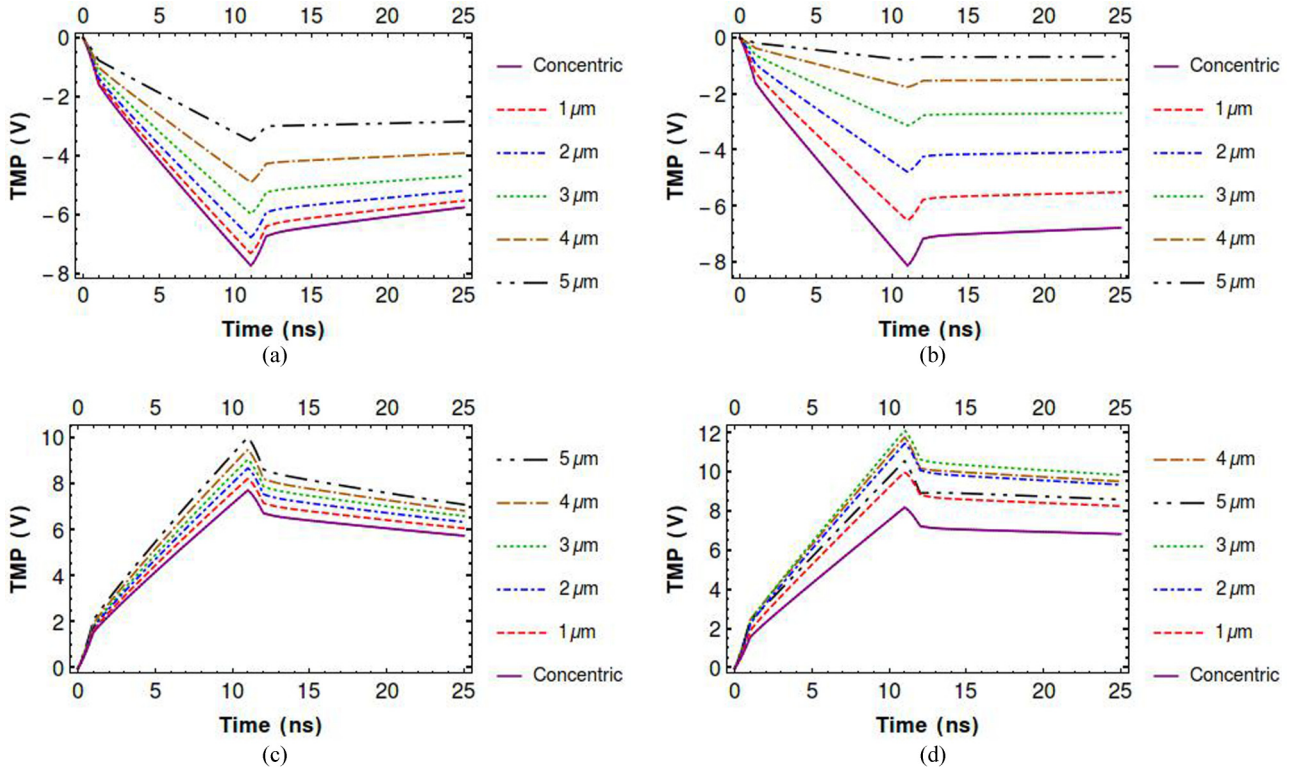 0 5 10 15 20 25
0
−2
−4
−6
−8
TMP (V)
0 5 10 15 20 25
Time (ns)
Concentric
1 µm
2 µm
3 µm
4 µm
5 µm
(a)
0 5 10 15 20 25
0
−2
−4
−6
−8
TMP (V)
0 5 10 15 20 25
Time (ns)
Concentric
1 µm
2 µm
3 µm
4 µm
5 µm
(b)
0 5 10 15 20 25
10
8
6
4
2
0
TMP (V)
0 5 10 15 20 25
Time (ns)
5 µm
4 µm
3 µm
2 µm
1 µm
Concentric
(c)
0 5 10 15 20 25
12
10
8
6
4
2
0
TMP (V)
0 5 10 15 20 25
Time (ns)
4 µm
5 µm
3 µm
2 µm
1 µm
Concentric
(d)